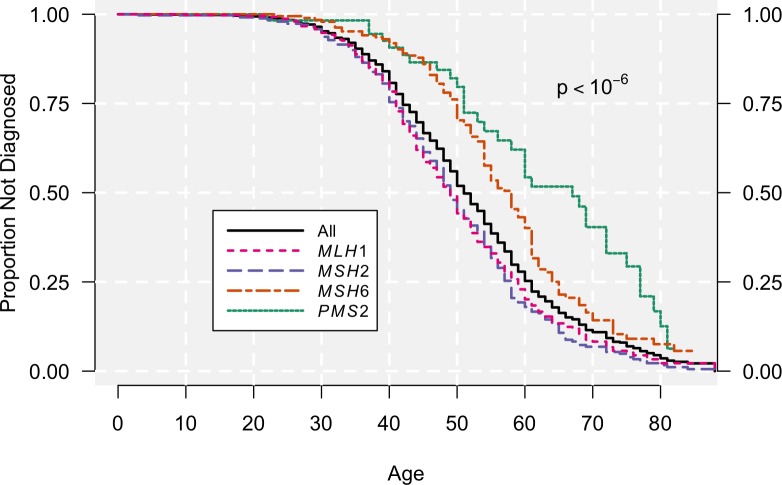 1.00
0.75
0.50
0.25
0.00
Proportion Not Diagnosed
p < 10⁻⁶
All
MLH1
MSH2
MSH6
PMS2
1.00
0.75
0.50
0.25
0.00
0 10 20 30 40 50 60 70 80
Age